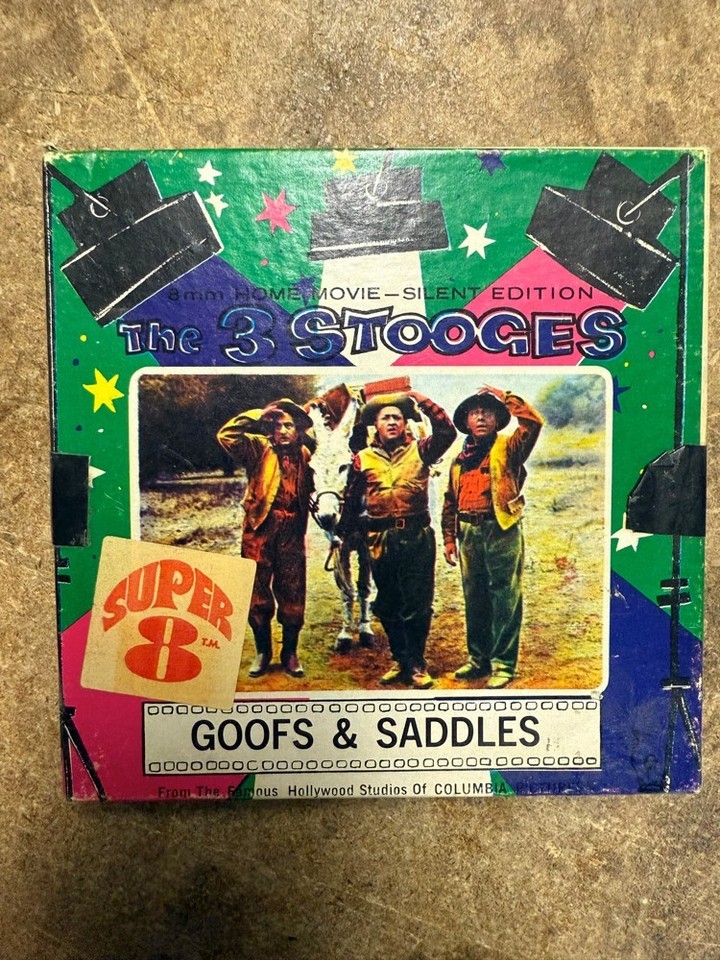 8mm HOME MOVIE—SILENT EDITION
The 3 STOOGES
SUPER
8 T.M.
GOOFS & SADDLES
From The Famous Hollywood Studios Of COLUMBIA PICTURES